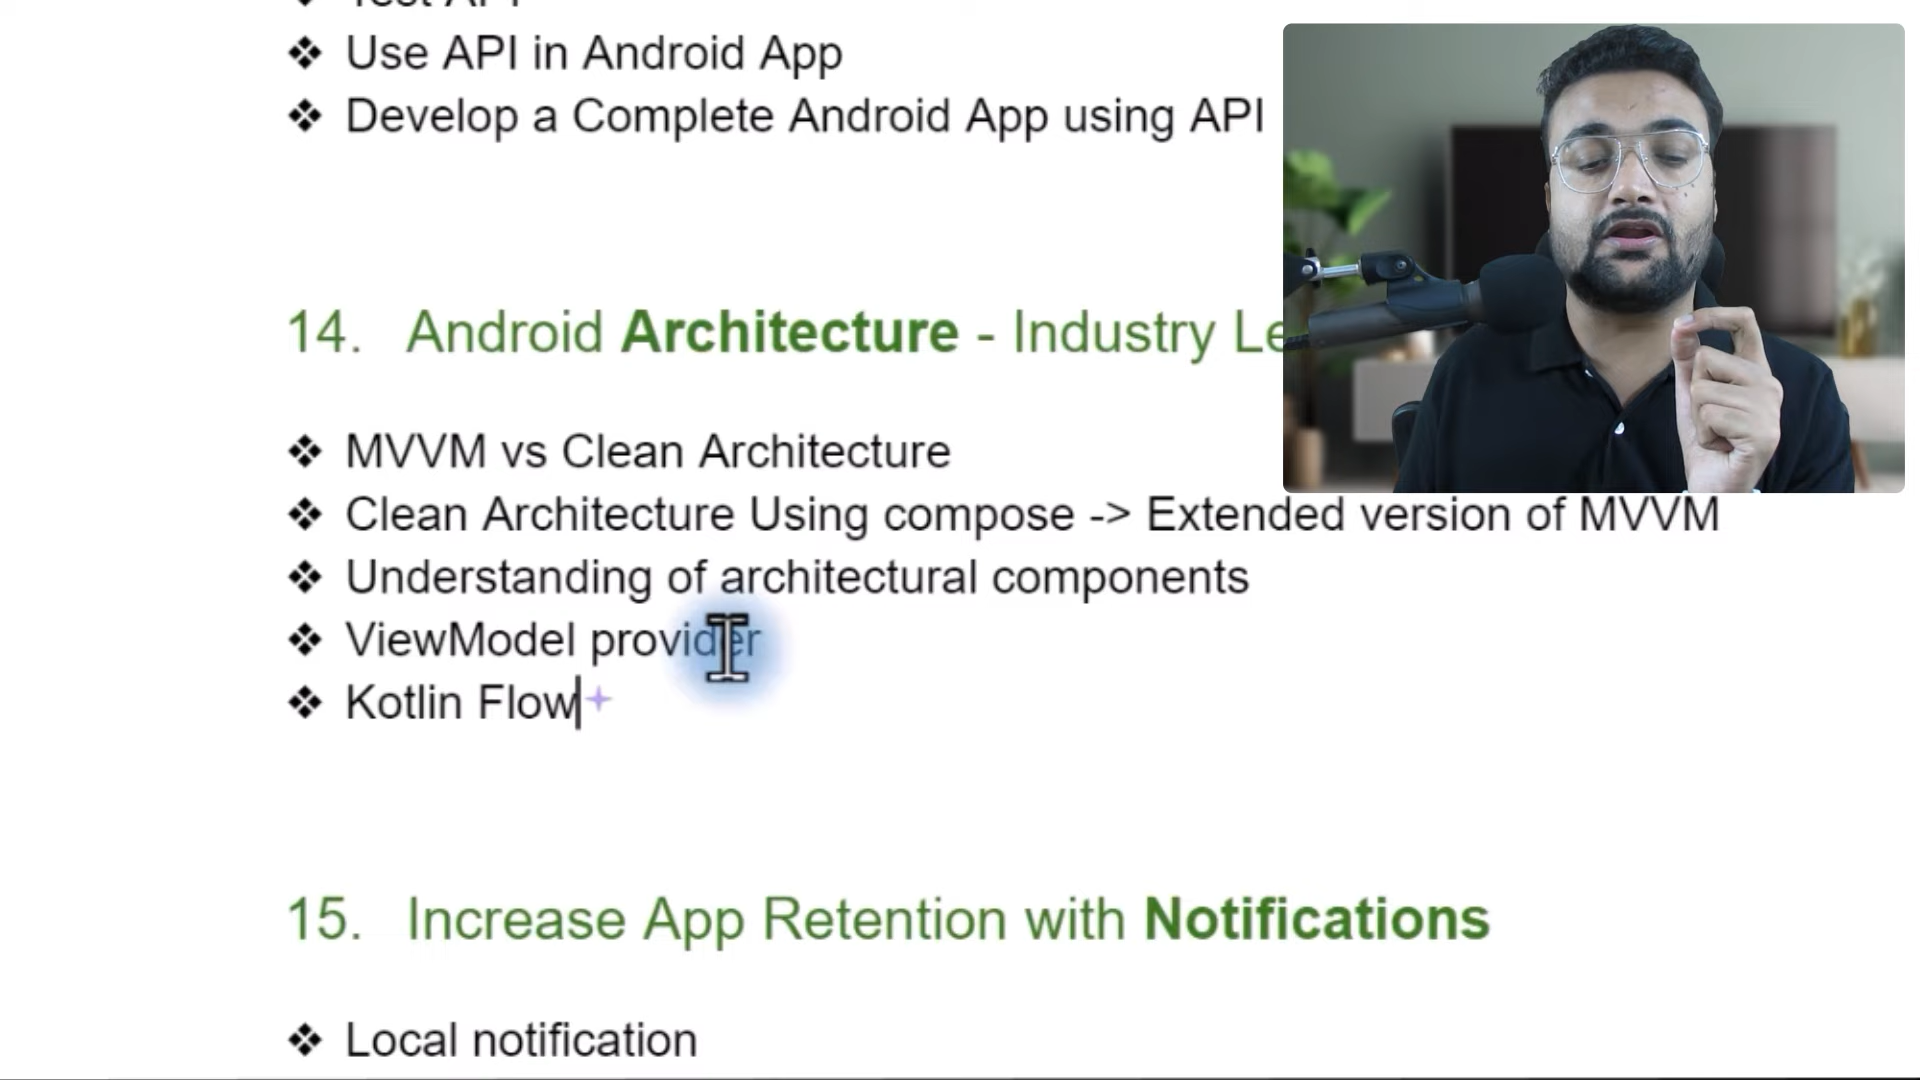 Test API
❖ Use API in Android App
❖ Develop a Complete Android App using API
14. Android Architecture - Industry
❖ MVVM vs Clean Architecture
❖ Clean Architecture Using compose -> Extended version of MVVM
❖ Understanding of architectural components
❖ ViewModel provider
❖ Kotlin Flow
15. Increase App Retention with Notifications
❖ Local notification